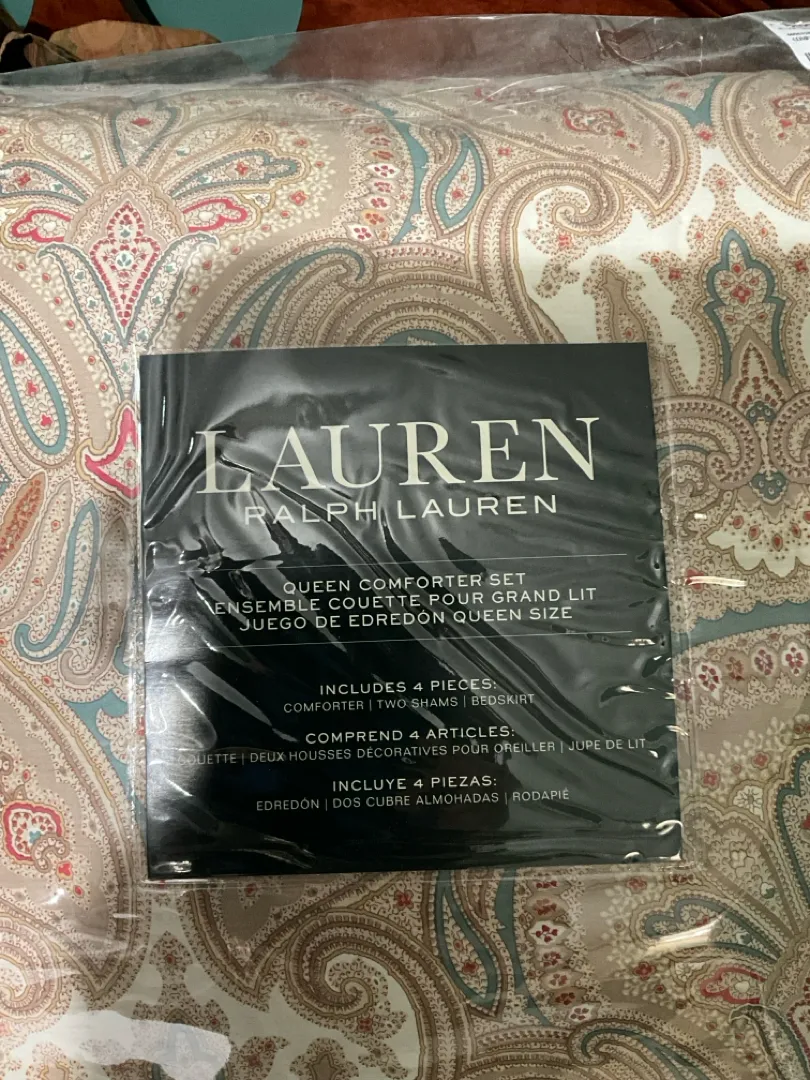 LAUREN
RALPH LAUREN
QUEEN COMFORTER SET
ENSEMBLE COUETTE POUR GRAND LIT
JUEGO DE EDREDÓN QUEEN SIZE
INCLUDES 4 PIECES:
COMFORTER | TWO SHAMS | BEDSKIRT
COMPREND 4 ARTICLES:
COUETTE | DEUX HOUSSES DÉCORATIVES POUR OREILLER | JUPE DE LIT
INCLUYE 4 PIEZAS:
EDREDÓN | DOS CUBRE ALMOHADAS | RODAPIÉ